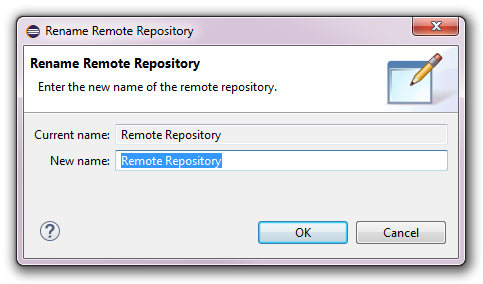 Rename Remote Repository
Rename Remote Repository
Enter the new name of the remote repository.
Current name: Remote Repository
New name: Remote Repository
? OK Cancel